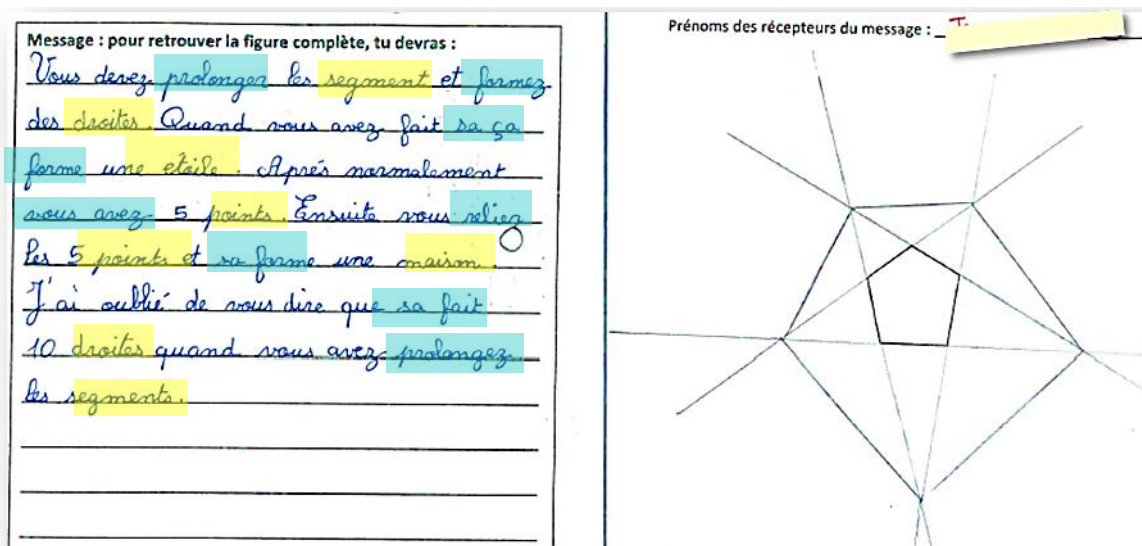 Message : pour retrouver la figure complète, tu devras :
Vous devez prolonger les segment et formez
des droites. Quand vous avez fait sa ça
forme une étoile. Aprés normalement
vous avez 5 points. Ensuite vous reliez
les 5 points et sa forme une maison.
J'ai oublié de vous dire que sa fait
10 droites quand vous avez prolongez
les segments.
Prénoms des récepteurs du message :